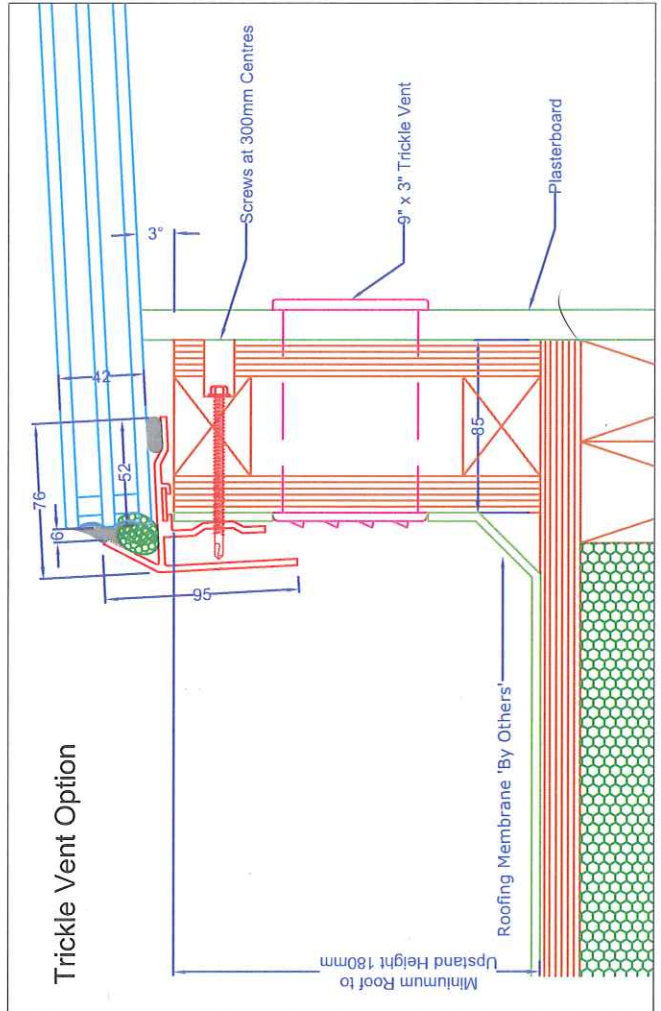 Trickle Vent Option
Screws at 300mm Centres
9" x 3" Trickle Vent
Plasterboard
3°
42
76
52
6
95
85
Roofing Membrane 'By Others'
Miniumum Roof to
Upstand Height 180mm